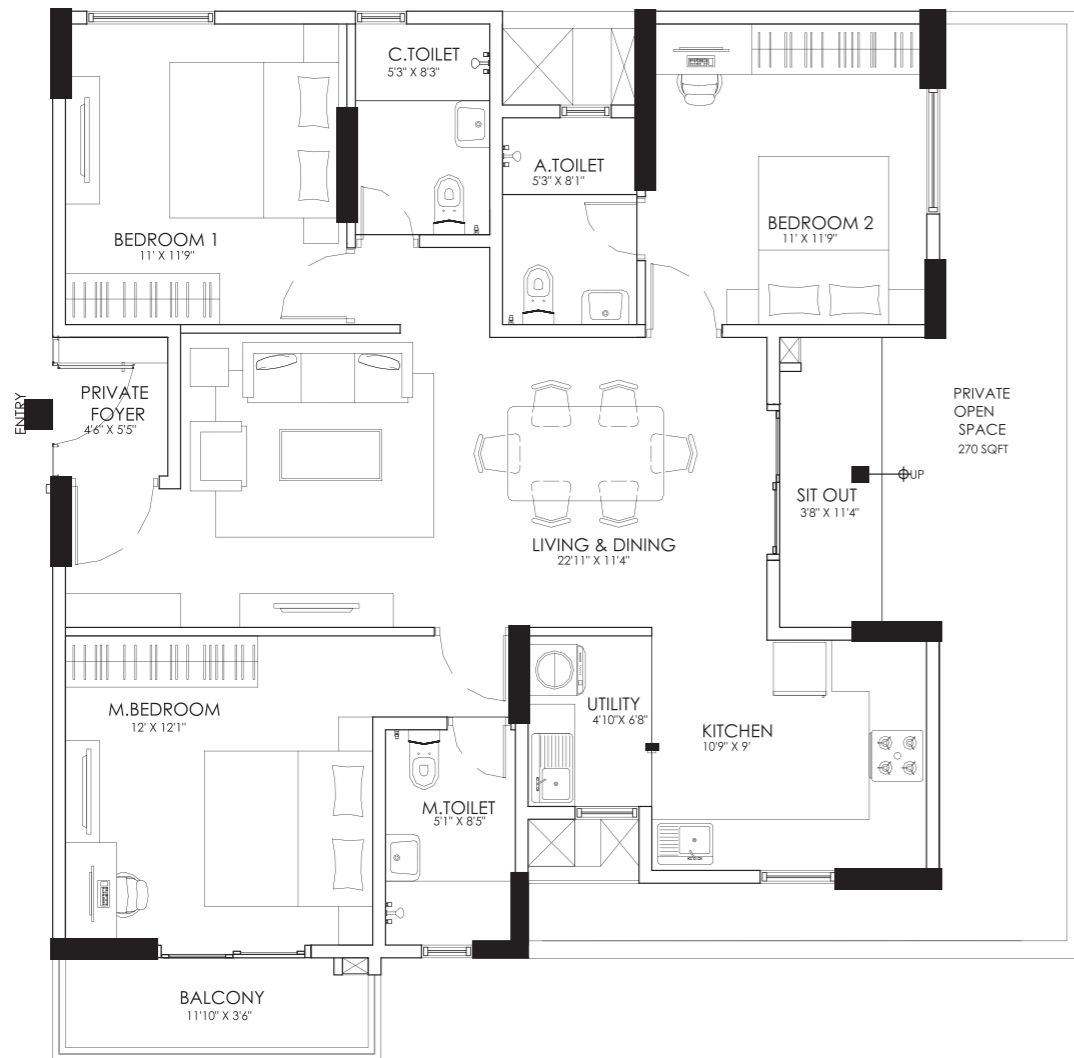 C.TOILET
5'3" X 8'3"
A.TOILET
5'3" X 8'1"
BEDROOM 1
11' X 11'9"
BEDROOM 2
11' X 11'9"
ENTRY
PRIVATE
FOYER
4'6" X 5'5"
PRIVATE
OPEN
SPACE
270 SQFT
UP
SIT OUT
3'8" X 11'4"
LIVING & DINING
22'11" X 11'4"
M.BEDROOM
12' X 12'1"
UTILITY
4'10"X 6'8"
KITCHEN
10'9" X 9'
M.TOILET
5'1" X 8'5"
BALCONY
11'10" X 3'6"